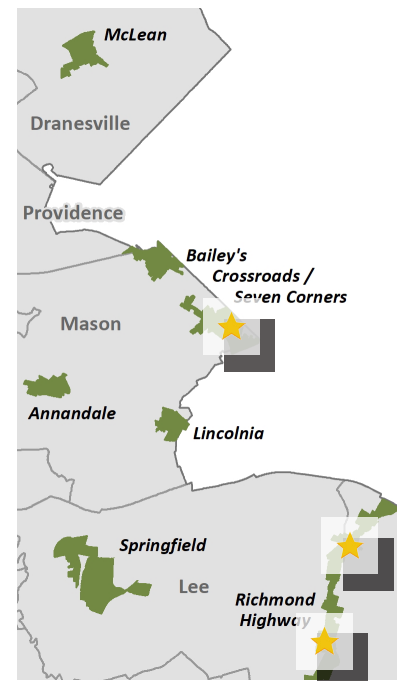 McLean
Dranesville
Providence
Bailey's
Crossroads /
Seven Corners
Mason
Annandale
Lincolnia
Springfield
Lee
Richmond
Highway